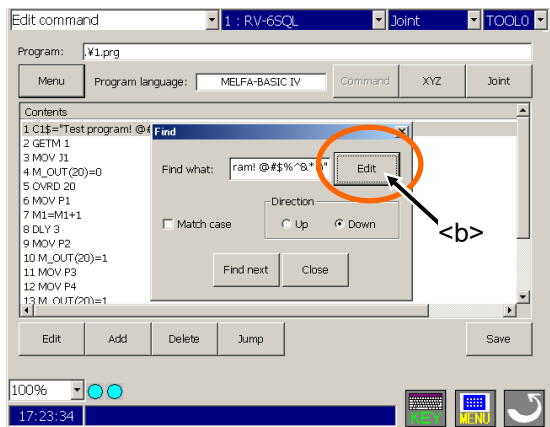 Edit command 1 : RV-6SQL Joint TOOL0
Program: .¥1.prg
Menu Program language: MELFA-BASIC IV Command XYZ Joint
Contents
1 C1$="Test program! @#
2 GETM 1
3 MOV J1
4 M_OUT(20)=0
5 OVRD 20
6 MOV P1
7 M1=M1+1
8 DLY 3
9 MOV P2
10 M_OUT(20)=1
11 MOV P3
12 MOV P4
13 M_OUT(20)=1
Find
Find what: ram! @#$%^&* Edit
Direction
Match case Up Down
Find next Close
<b>
Edit Add Delete Jump Save
100%
17:23:34 KEY MENU